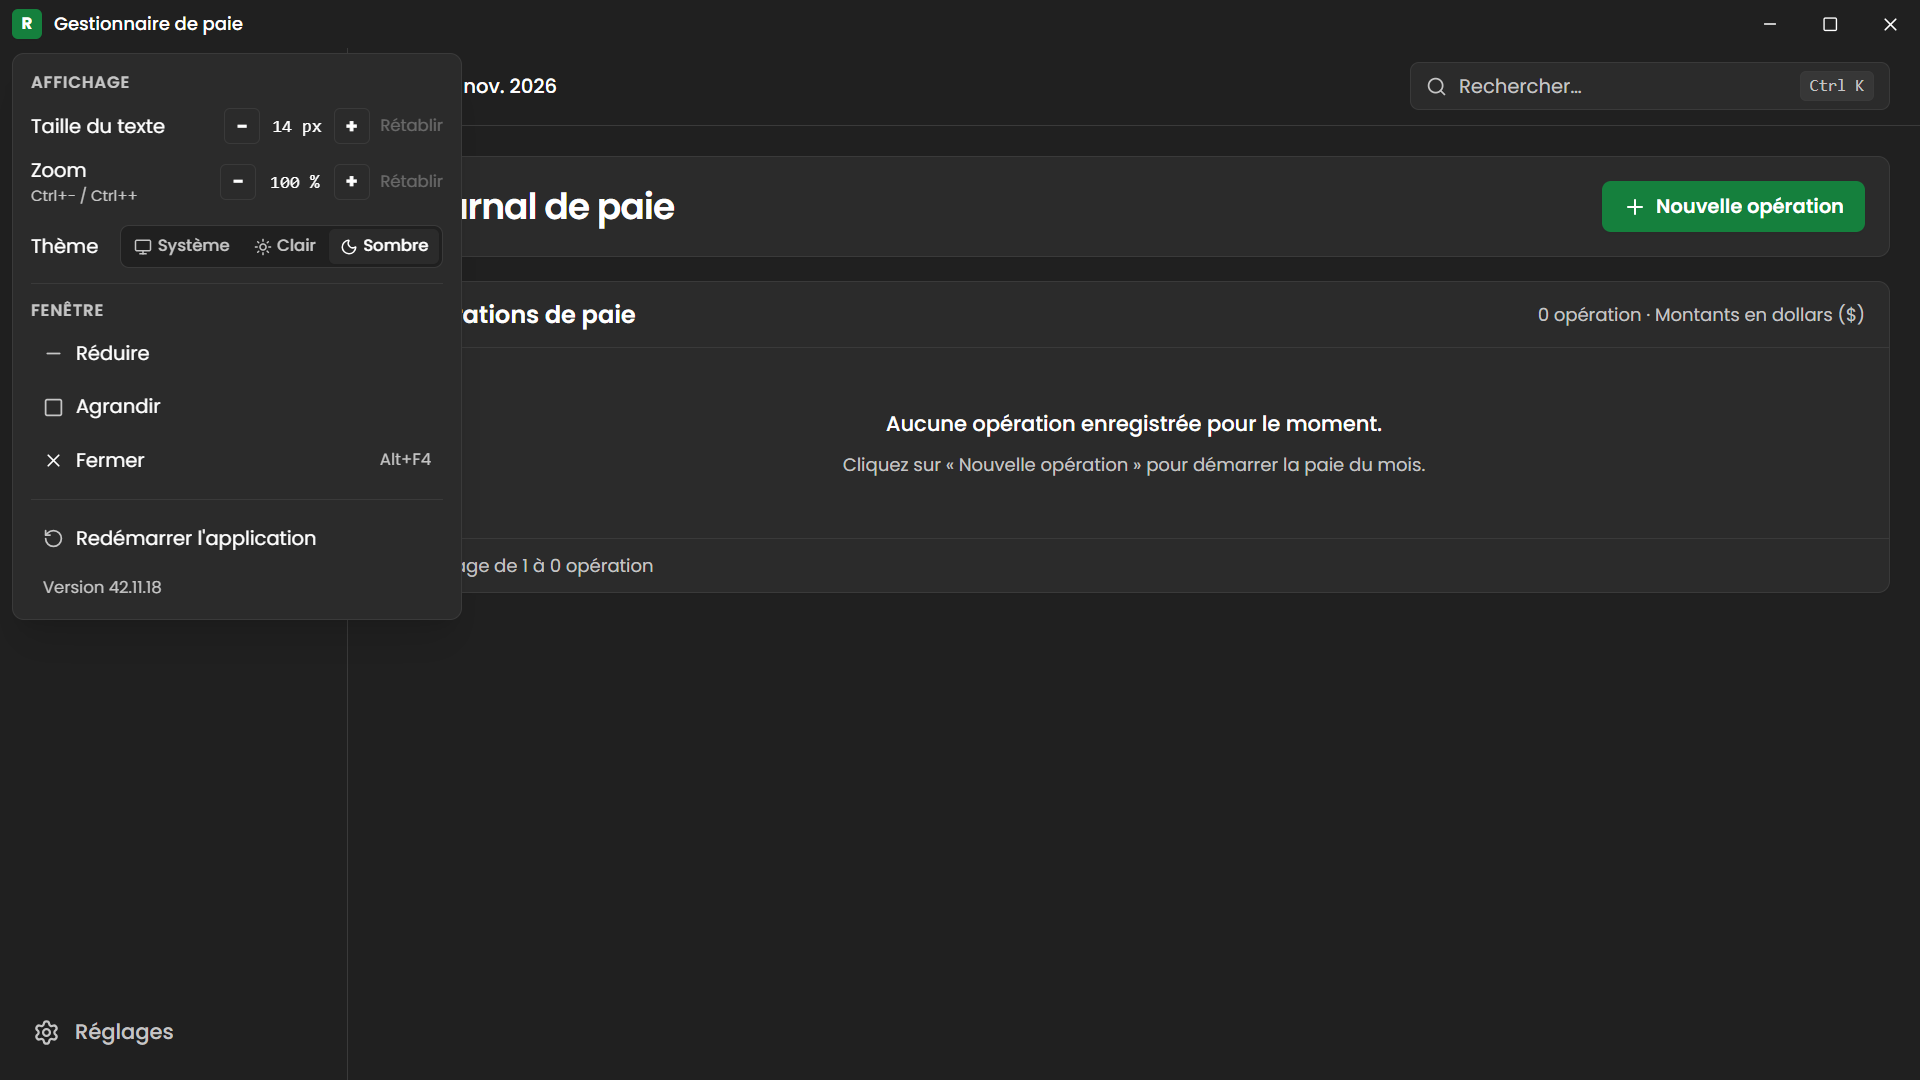 R Gestionnaire de paie
AFFICHAGE
Taille du texte - 14 px + Rétablir
Zoom - 100 % + Rétablir
Ctrl+- / Ctrl++
Thème Système Clair Sombre
FENÊTRE
Réduire
Agrandir
Fermer Alt+F4
Redémarrer l'application
Version 42.11.18
Réglages
nov. 2026
Rechercher... Ctrl K
de paie
+ Nouvelle opération
de paie
0 opération · Montants en dollars ($)
Aucune opération enregistrée pour le moment.
Cliquez sur « Nouvelle opération » pour démarrer la paie du mois.
de 1 à 0 opération